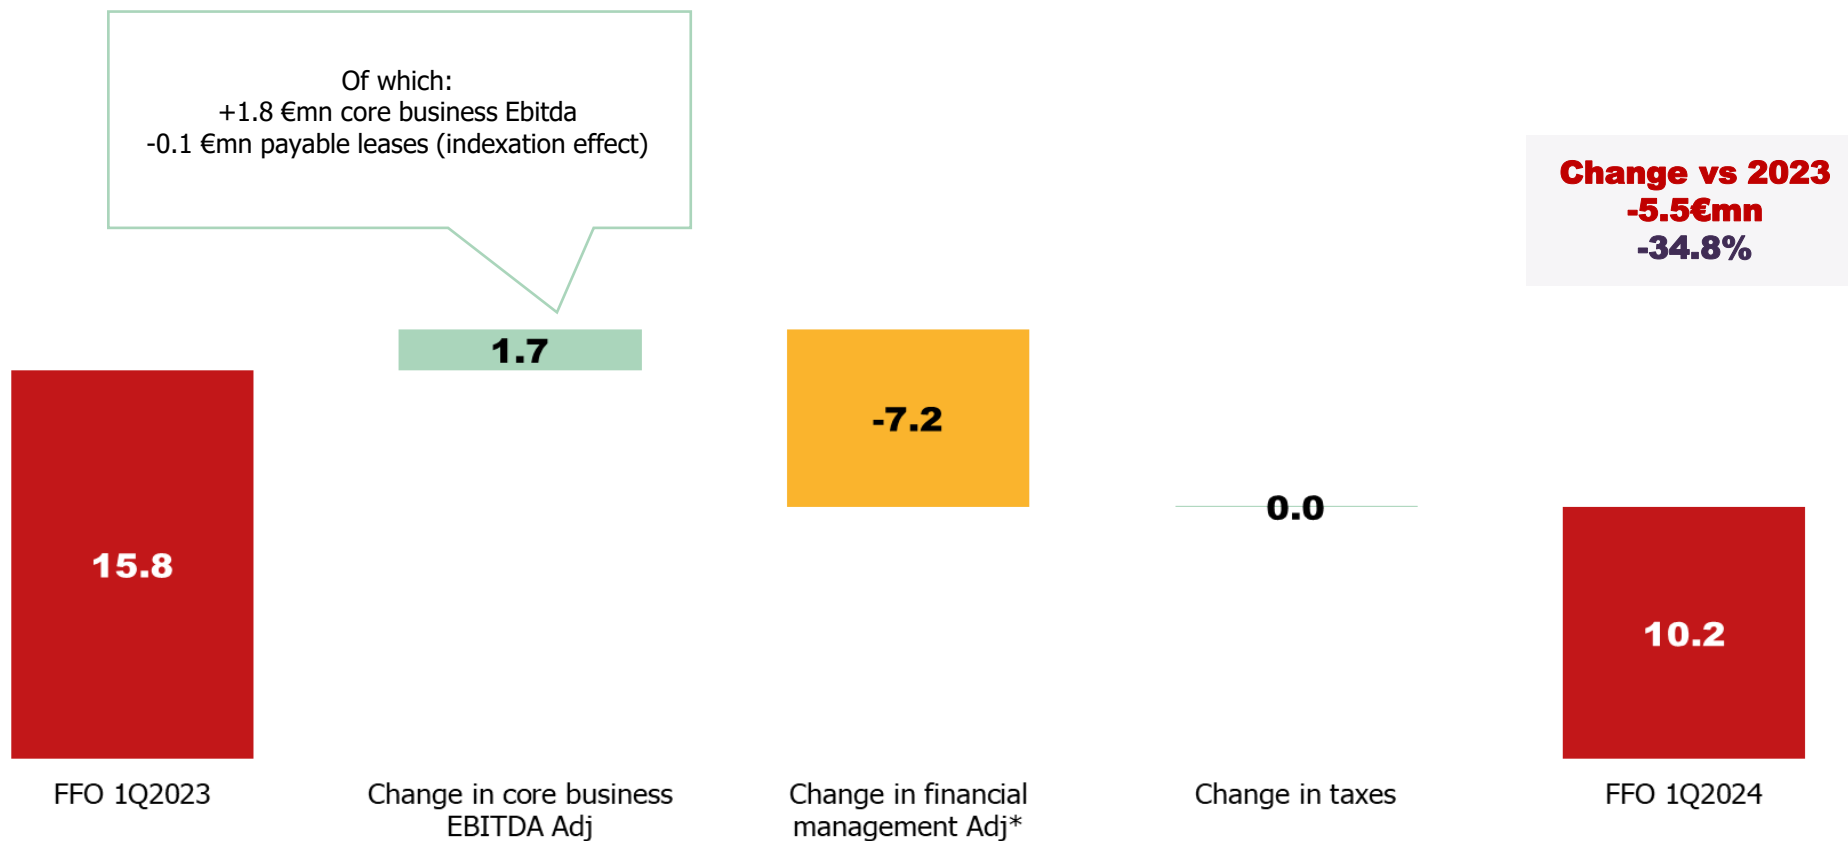 Of which:
+1.8 €mn core business Ebitda
-0.1 €mn payable leases (indexation effect)
Change vs 2023
-5.5€mn
-34.8%
1.7
-7.2
0.0
15.8
10.2
FFO 1Q2023
Change in core business
EBITDA Adj
Change in financial
management Adj*
Change in taxes
FFO 1Q2024